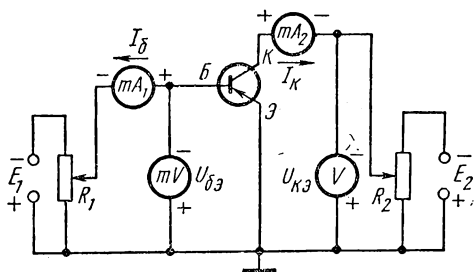 I_б
− mA₁ +
Б
К
Э
+ mA₂ −
I_к
− E₁ +
R₁
− mV +
U_бэ
U_кэ
− V +
R₂
− E₂ +